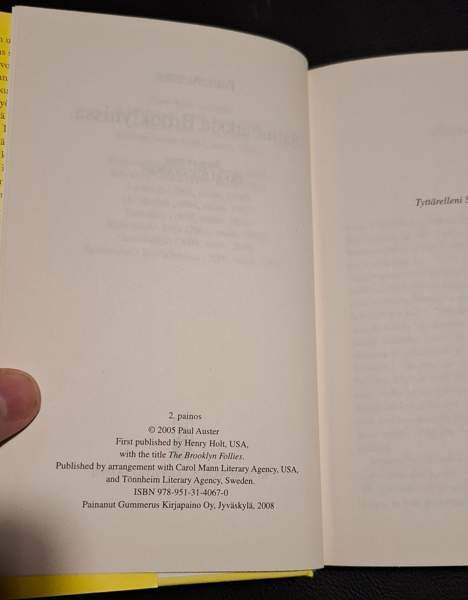 2. painos
© 2005 Paul Auster
First published by Henry Holt, USA,
with the title The Brooklyn Follies.
Published by arrangement with Carol Mann Literary Agency, USA,
and Tönnheim Literary Agency, Sweden.
ISBN 978-951-31-4067-0
Painanut Gummerus Kirjapaino Oy, Jyväskylä, 2008
Tyttärelleni S